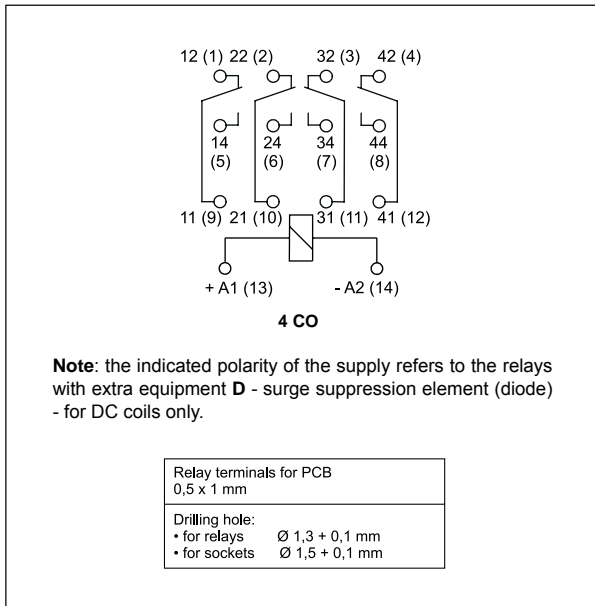 12 (1) 22 (2) 32 (3) 42 (4)
14 24 34 44
(5) (6) (7) (8)
11 (9) 21 (10) 31 (11) 41 (12)
+ A1 (13) - A2 (14)
4 CO
Note: the indicated polarity of the supply refers to the relays
with extra equipment D - surge suppression element (diode)
- for DC coils only.
Relay terminals for PCB
0,5 x 1 mm
Drilling hole:
• for relays Ø 1,3 + 0,1 mm
• for sockets Ø 1,5 + 0,1 mm